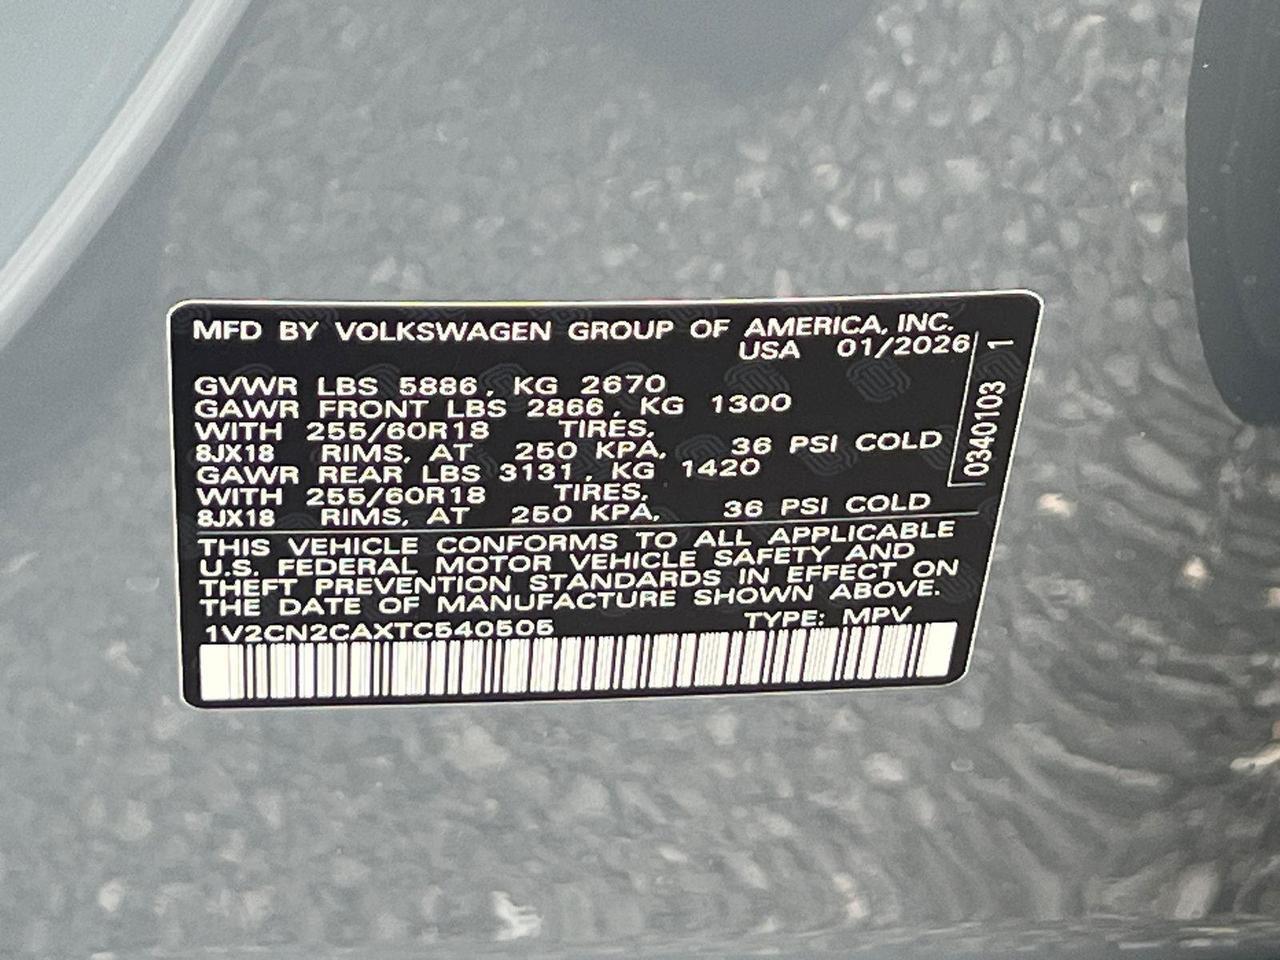 MFD BY VOLKSWAGEN GROUP OF AMERICA, INC.
USA 01/2026
GVWR LBS 5886, KG 2670
GAWR FRONT LBS 2866, KG 1300
WITH 255/60R18 TIRES,
8JX18 RIMS, AT 250 KPA, 36 PSI COLD
GAWR REAR LBS 3131, KG 1420
WITH 255/60R18 TIRES,
8JX18 RIMS, AT 250 KPA, 36 PSI COLD
THIS VEHICLE CONFORMS TO ALL APPLICABLE
U.S. FEDERAL MOTOR VEHICLE SAFETY AND
THEFT PREVENTION STANDARDS IN EFFECT ON
THE DATE OF MANUFACTURE SHOWN ABOVE.
1V2CN2CAXTC540505 TYPE: MPV
0340103 1